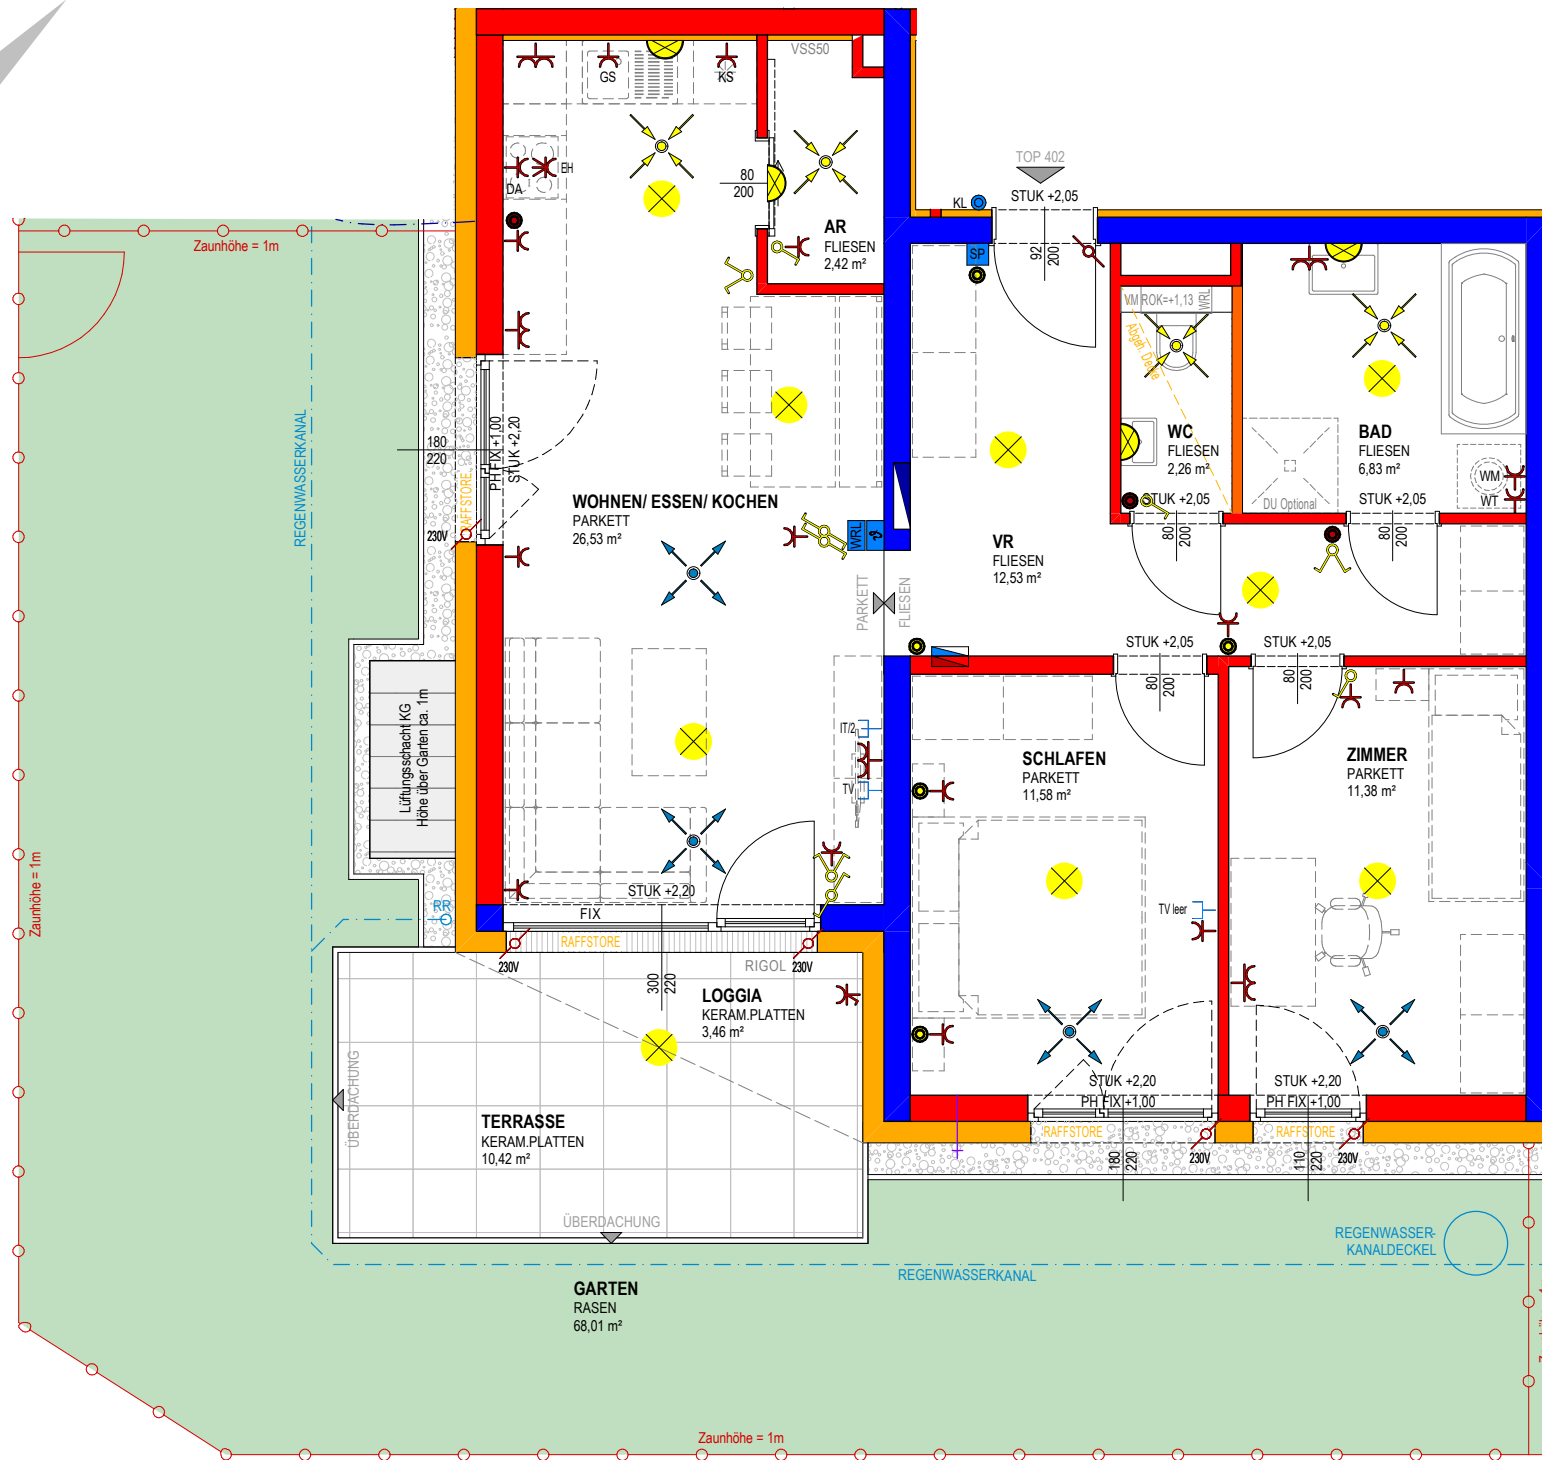 VSS50
GS
KS
EH
DA
80
200
AR
FLIESEN
2,42 m²
TOP 402
STUK +2,05
KL
SP
92
200
Zaunhöhe = 1m
VM ROK=+1,13
WRL
Abgeh. Decke
WC
FLIESEN
2,26 m²
STUK +2,05
80
200
BAD
FLIESEN
6,83 m²
STUK +2,05
80
200
DU Optional
WM
WT
REGENWASSERKANAL
180
220
PH FIX +1,00
STUK +2,20
RAFFSTORE
230V
WOHNEN/ ESSEN/ KOCHEN
PARKETT
26,53 m²
WRL
VR
FLIESEN
12,53 m²
PARKETT
FLIESEN
STUK +2,05
80
200
STUK +2,05
80
200
Lüftungsschacht KG
Höhe über Garten ca. 1m
IT/2
TV
SCHLAFEN
PARKETT
11,58 m²
ZIMMER
PARKETT
11,38 m²
TV leer
Zaunhöhe = 1m
RR
STUK +2,20
FIX
RAFFSTORE
230V
230V
RIGOL
300
220
LOGGIA
KERAM.PLATTEN
3,46 m²
ÜBERDACHUNG
TERRASSE
KERAM.PLATTEN
10,42 m²
ÜBERDACHUNG
STUK +2,20
PH FIX +1,00
RAFFSTORE
230V
180
220
STUK +2,20
PH FIX +1,00
RAFFSTORE
230V
110
220
REGENWASSER-
KANALDECKEL
REGENWASSERKANAL
GARTEN
RASEN
68,01 m²
Zaunhöhe = 1m